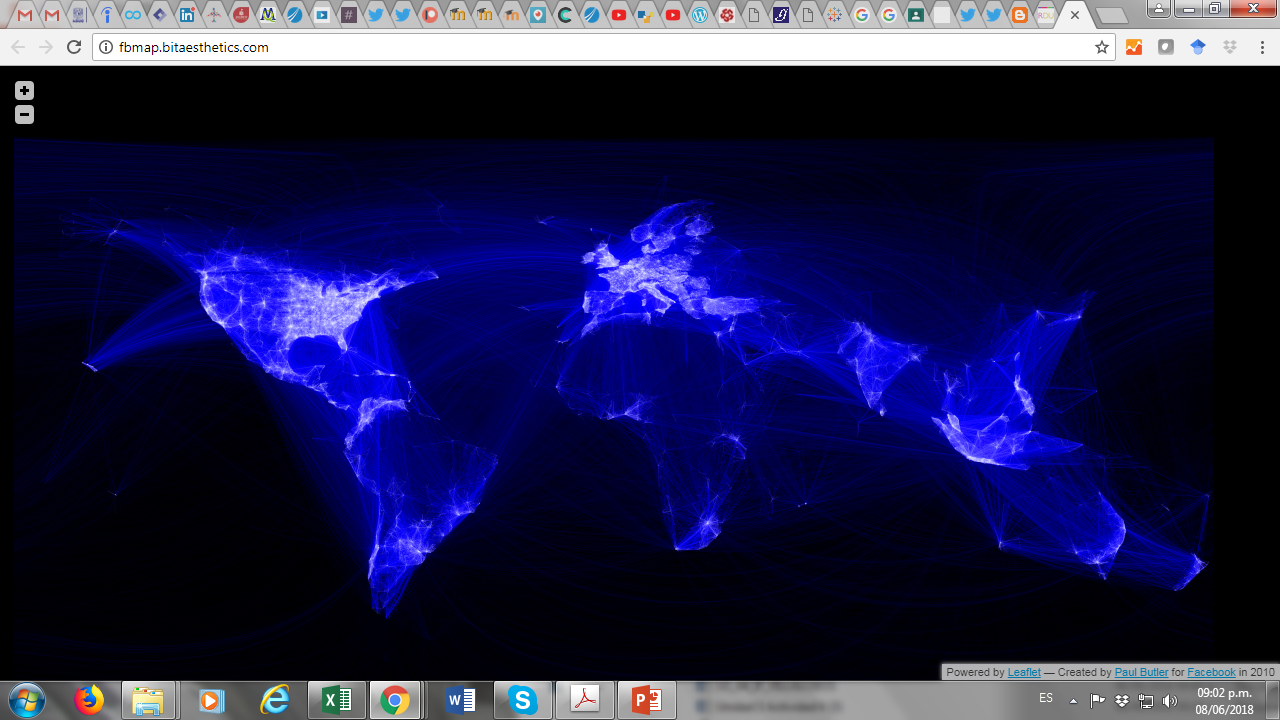 fbmap.bitaesthetics.com
+
−
Powered by Leaflet — Created by Paul Butler for Facebook in 2010
ES
09:02 p.m.
08/06/2018